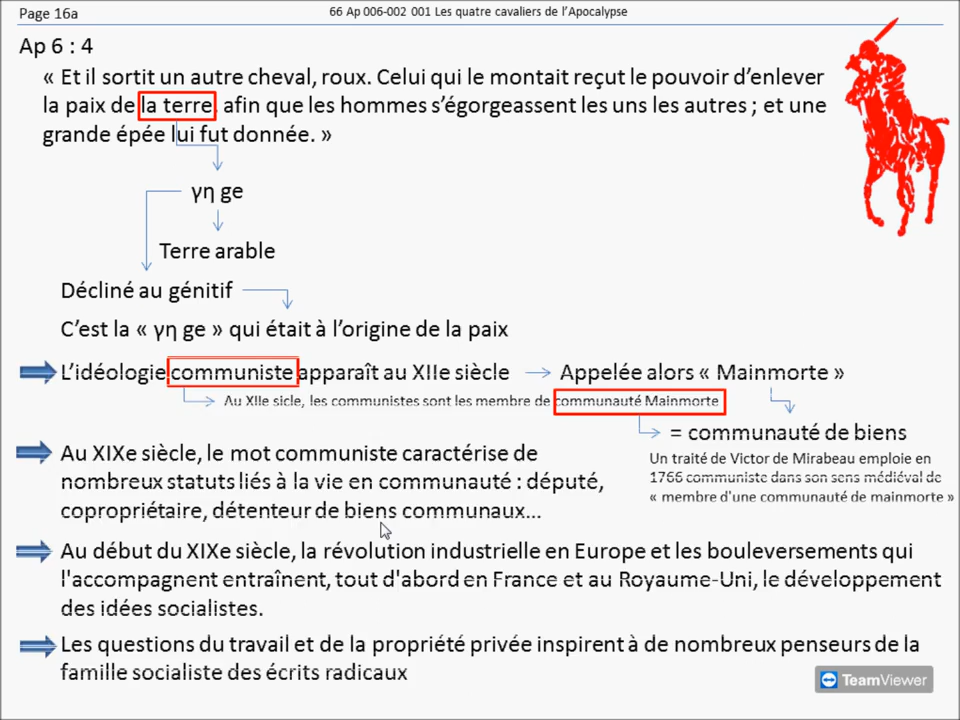 Page 16a
66 Ap 006-002 001 Les quatre cavaliers de l'Apocalypse
Ap 6 : 4
« Et il sortit un autre cheval, roux. Celui qui le montait reçut le pouvoir d'enlever
la paix de la terre, afin que les hommes s'égorgeassent les uns les autres ; et une
grande épée lui fut donnée. »
γη ge
Terre arable
Décliné au génitif
C'est la « γη ge » qui était à l'origine de la paix
L'idéologie communiste apparaît au XIIe siècle
Appelée alors « Mainmorte »
Au XIIe sicle, les communistes sont les membre de communauté Mainmorte
= communauté de biens
Un traité de Victor de Mirabeau emploie en
1766 communiste dans son sens médiéval de
« membre d'une communauté de mainmorte »
Au XIXe siècle, le mot communiste caractérise de
nombreux statuts liés à la vie en communauté : député,
copropriétaire, détenteur de biens communaux...
Au début du XIXe siècle, la révolution industrielle en Europe et les bouleversements qui
l'accompagnent entraînent, tout d'abord en France et au Royaume-Uni, le développement
des idées socialistes.
Les questions du travail et de la propriété privée inspirent à de nombreux penseurs de la
famille socialiste des écrits radicaux
TeamViewer